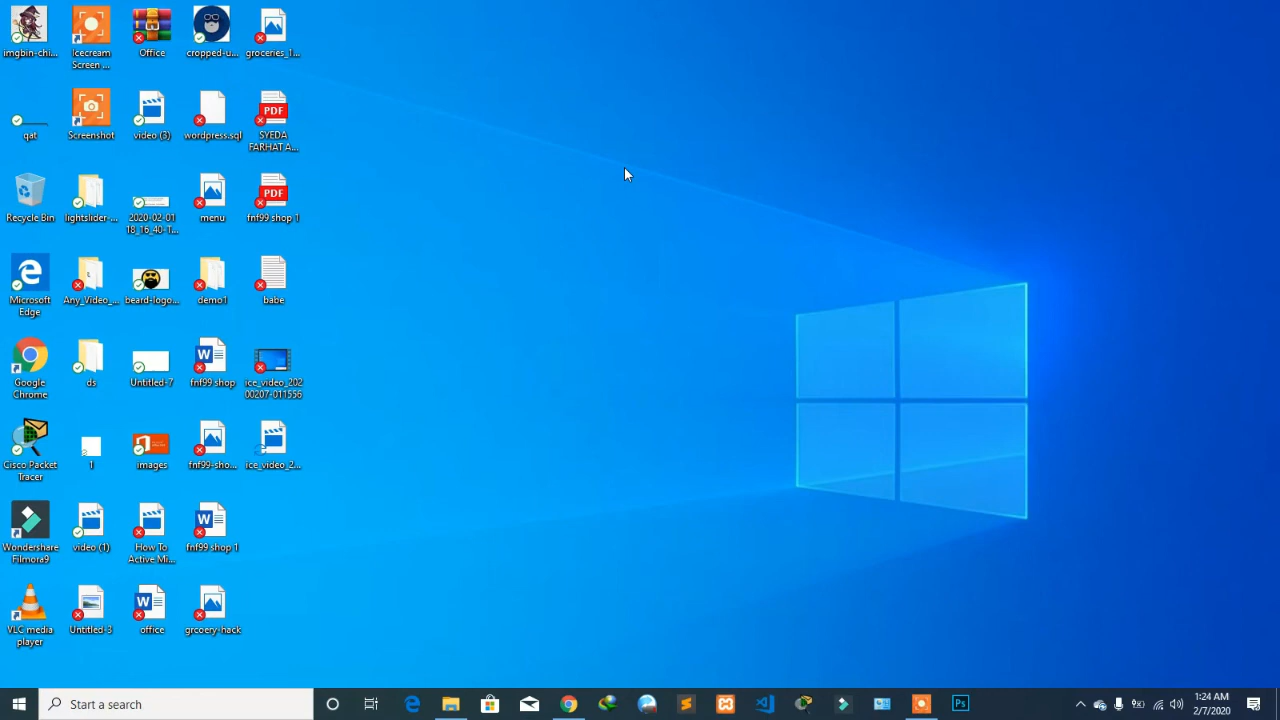 imgbin-chi...
Icecream
Screen ...
Office
cropped-u...
groceries_1...
qat
Screenshot
video (3)
wordpress.sql
PDF
SYEDA
FARHAT A...
Recycle Bin
lightslider-...
2020-02-01
18_16_40-T...
menu
PDF
fnf99 shop 1
Microsoft
Edge
Any_Video_...
beard-logo...
demo1
babe
Google
Chrome
ds
Untitled-7
fnf99 shop
ice_video_202
00207-011556
Cisco Packet
Tracer
1
images
fnf99-sho...
ice_video_2...
Wondershare
Filmora9
video (1)
How To
Active Mi...
fnf99 shop 1
VLC media
player
Untitled-3
office
grcoery-hack
Start a search
Ps
1:24 AM
2/7/2020